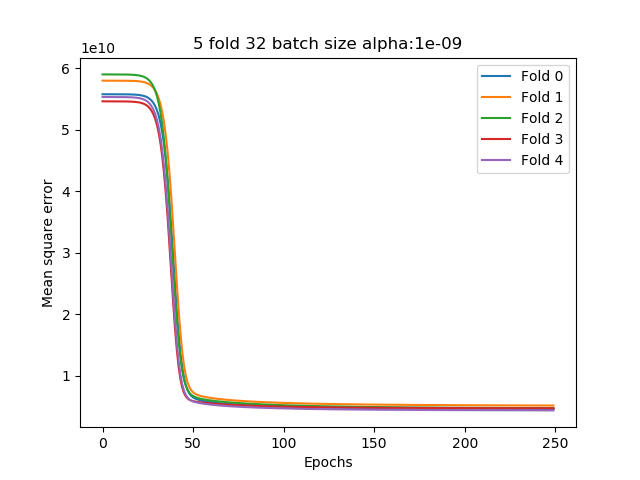 5 fold 32 batch size alpha:1e-09
1e10
6
5
4
3
2
1
Mean square error
0 50 100 150 200 250
Epochs
Fold 0
Fold 1
Fold 2
Fold 3
Fold 4